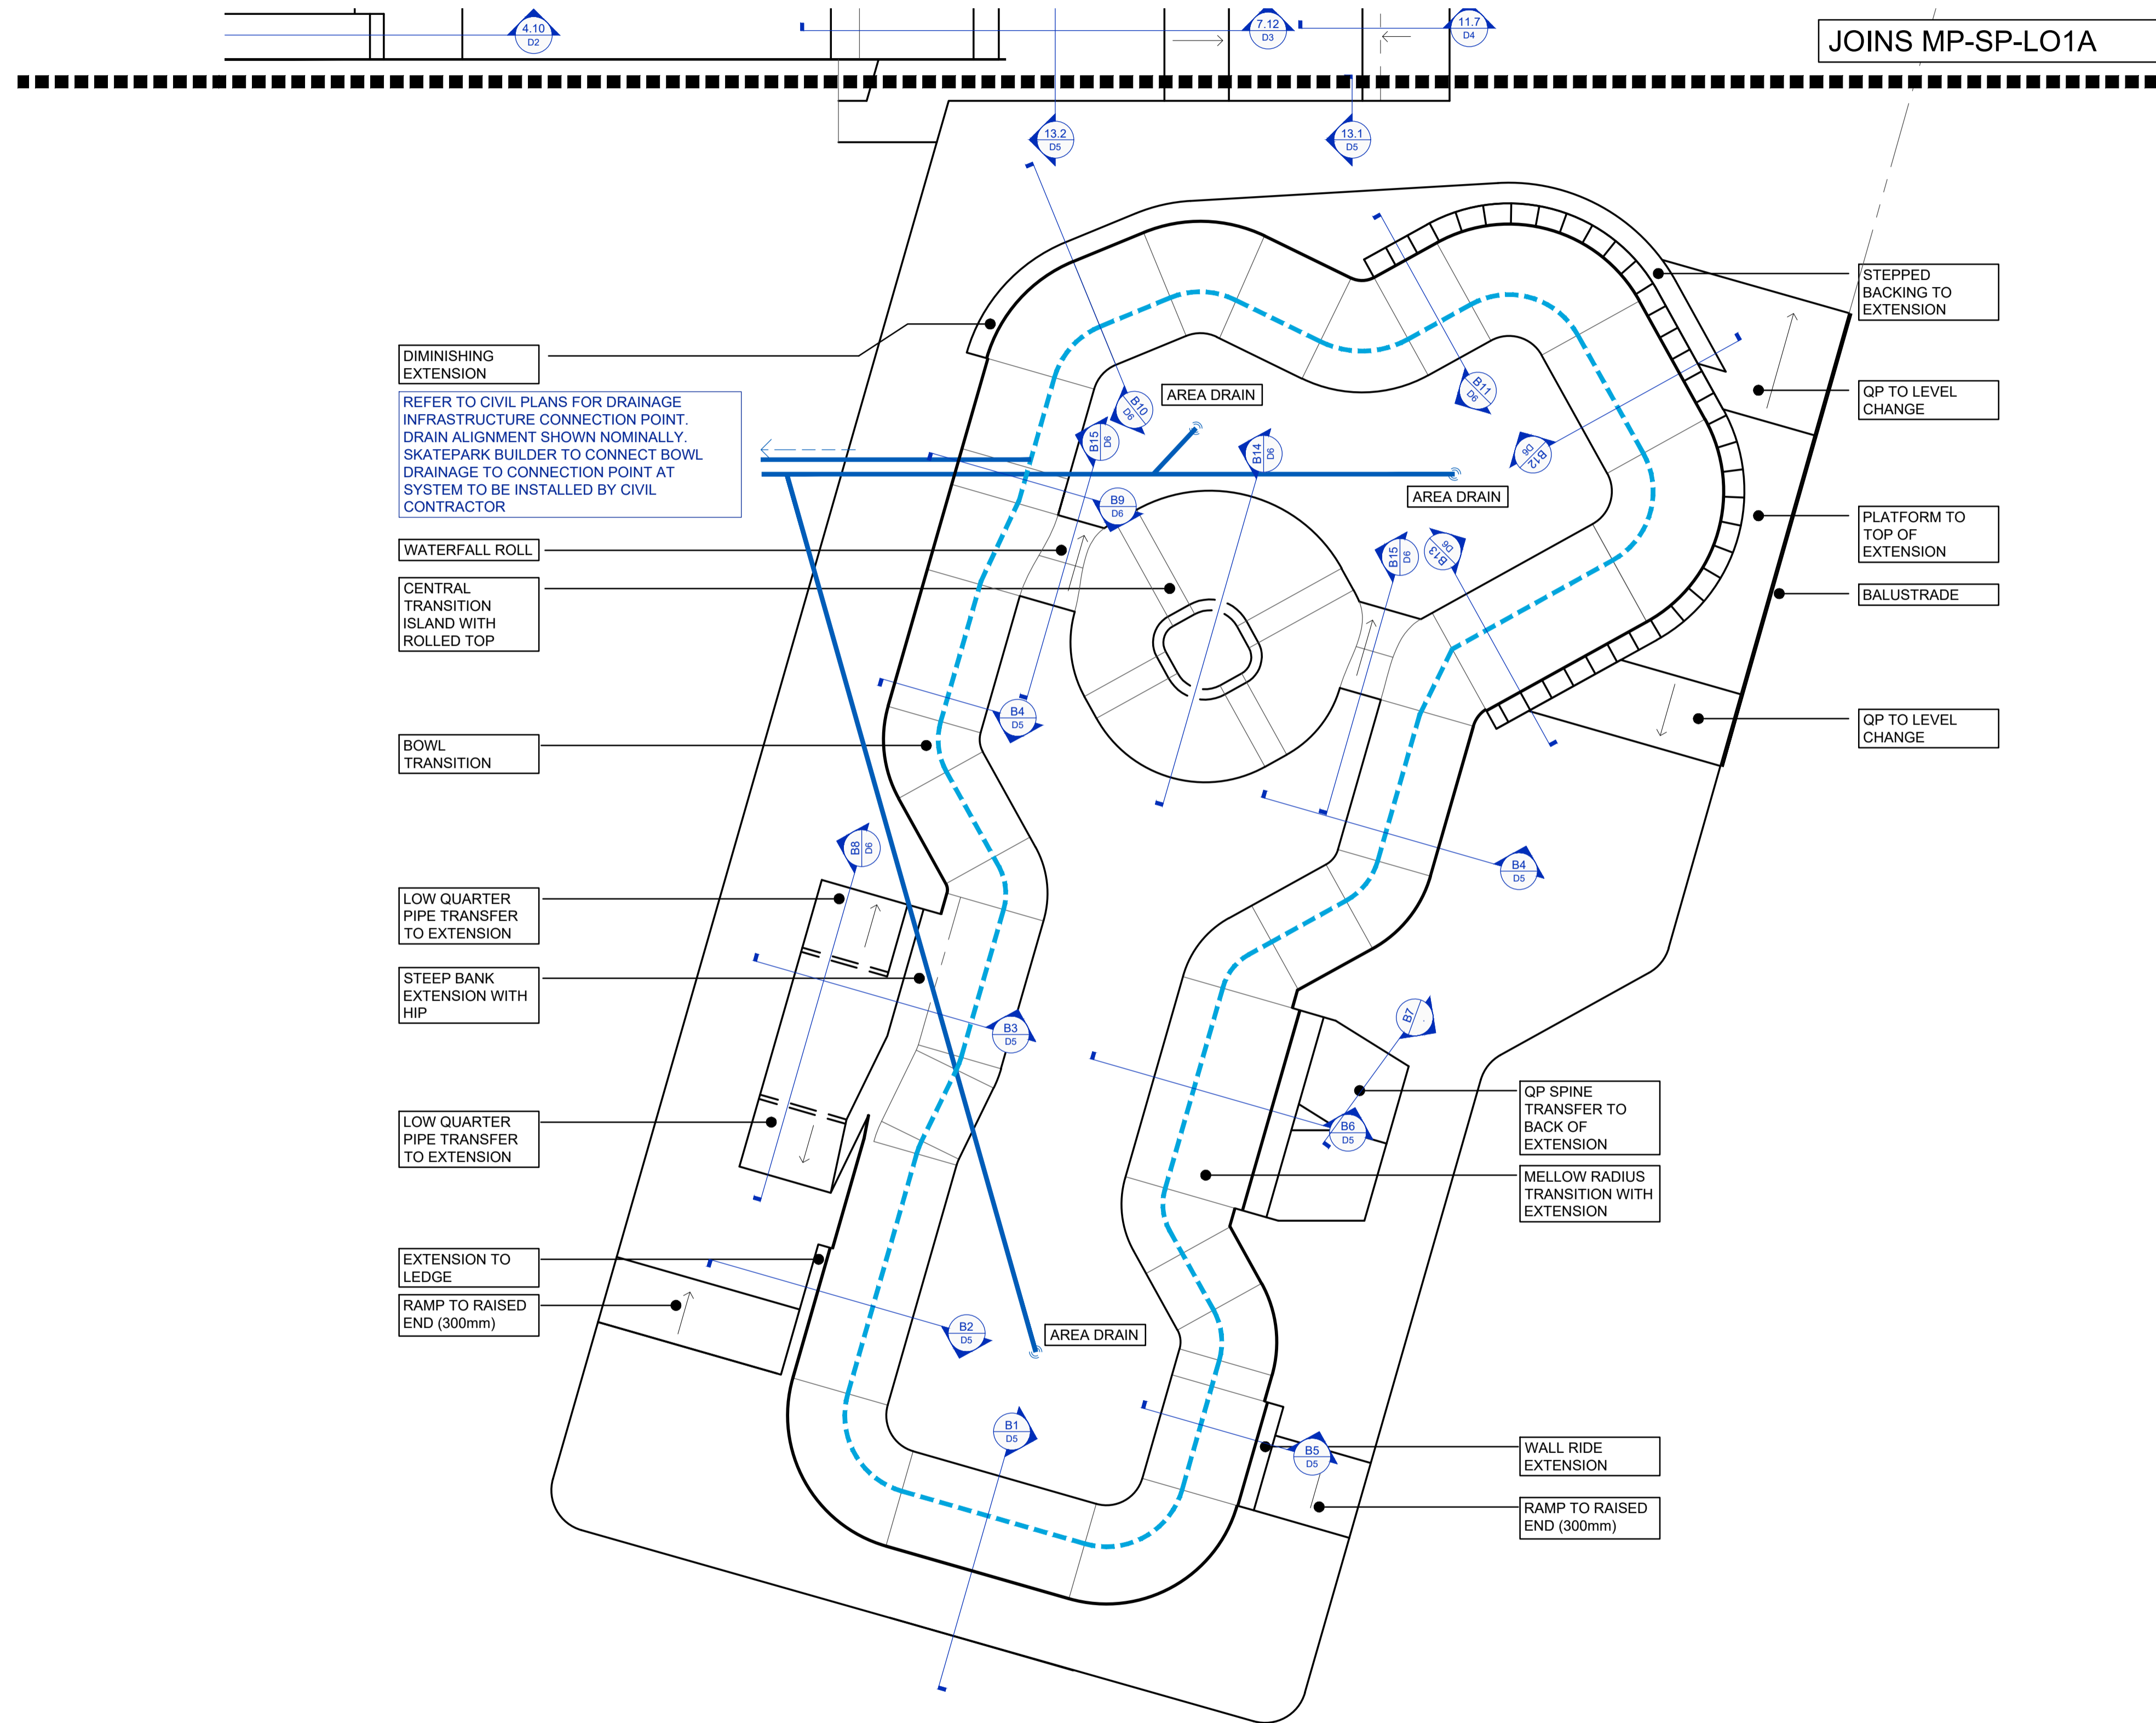 4.10
D2
7.12
D3
11.7
D4
JOINS MP-SP-LO1A
13.2
D5
13.1
D5
STEPPED
BACKING TO
EXTENSION
DIMINISHING
EXTENSION
REFER TO CIVIL PLANS FOR DRAINAGE
INFRASTRUCTURE CONNECTION POINT.
DRAIN ALIGNMENT SHOWN NOMINALLY.
SKATEPARK BUILDER TO CONNECT BOWL
DRAINAGE TO CONNECTION POINT AT
SYSTEM TO BE INSTALLED BY CIVIL
CONTRACTOR
AREA DRAIN
B10
D6
B11
D6
QP TO LEVEL
CHANGE
B15
D6
B14
D6
B12
D6
B9
D6
AREA DRAIN
PLATFORM TO
TOP OF
EXTENSION
WATERFALL ROLL
B15
D6
B13
D6
CENTRAL
TRANSITION
ISLAND WITH
ROLLED TOP
BALUSTRADE
B4
D5
QP TO LEVEL
CHANGE
BOWL
TRANSITION
B8
D6
B4
D5
LOW QUARTER
PIPE TRANSFER
TO EXTENSION
STEEP BANK
EXTENSION WITH
HIP
B3
D5
B7
QP SPINE
TRANSFER TO
BACK OF
EXTENSION
LOW QUARTER
PIPE TRANSFER
TO EXTENSION
B6
D5
MELLOW RADIUS
TRANSITION WITH
EXTENSION
EXTENSION TO
LEDGE
RAMP TO RAISED
END (300mm)
B2
D5
AREA DRAIN
B1
D5
B5
D5
WALL RIDE
EXTENSION
RAMP TO RAISED
END (300mm)